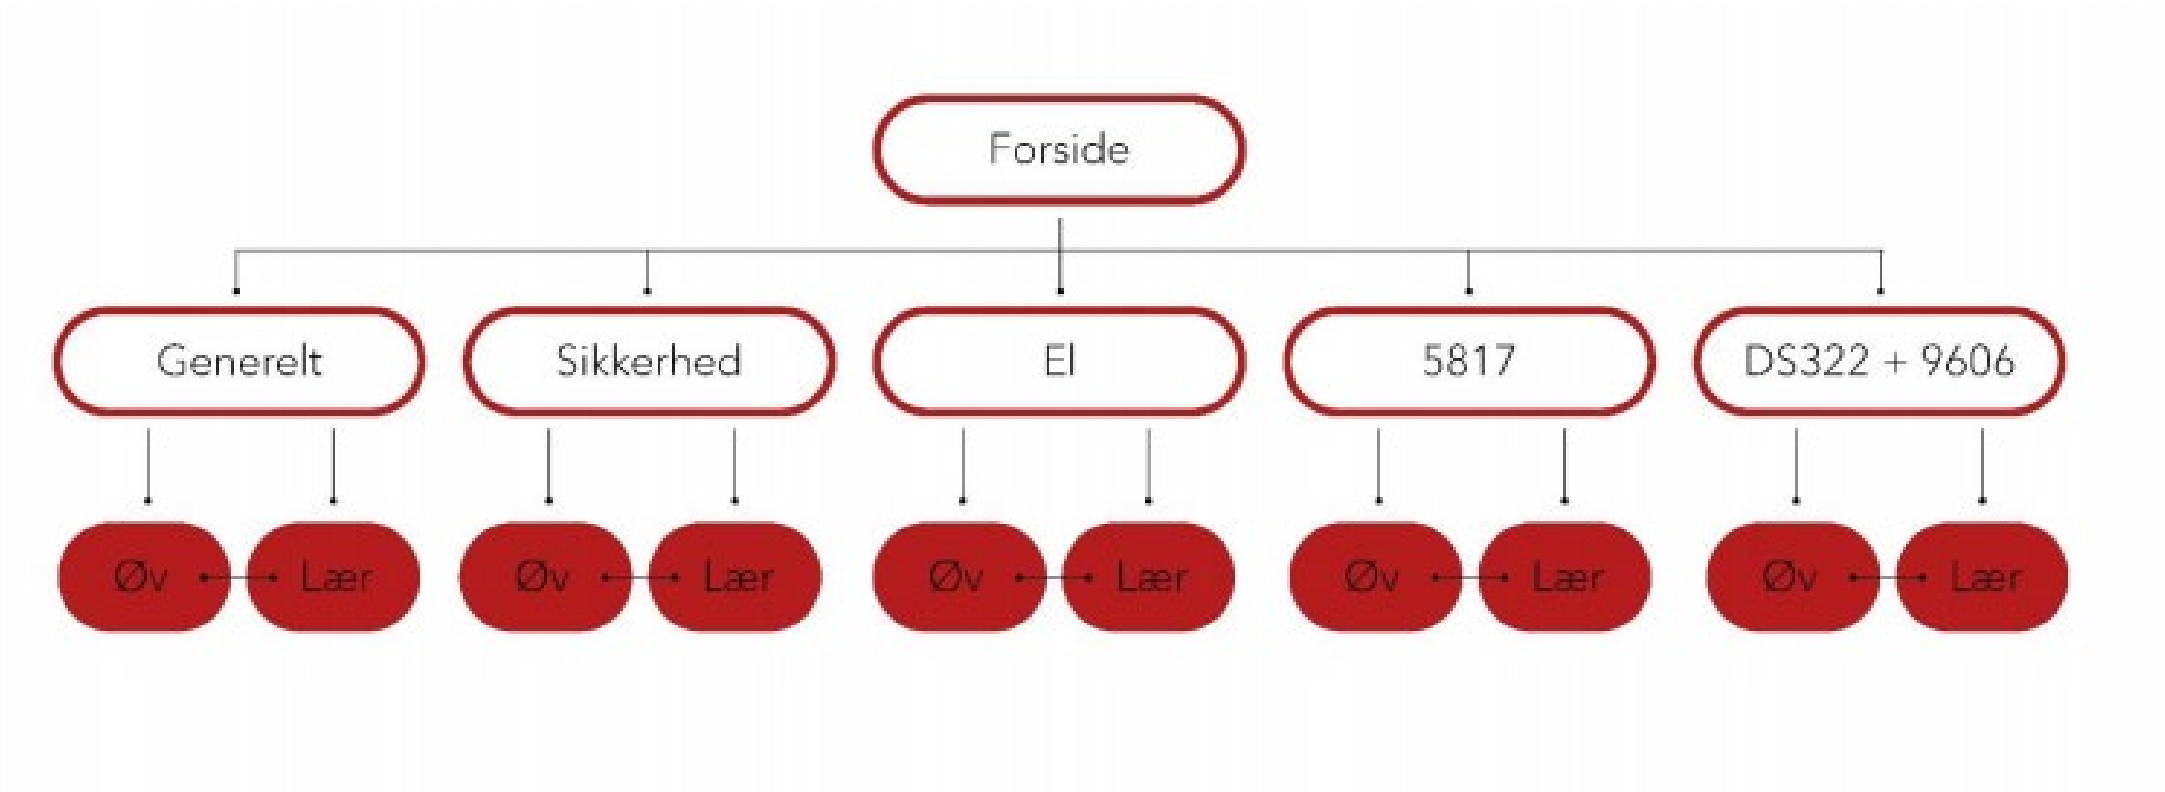 Forside
Generelt
Sikkerhed
El
5817
DS322 + 9606
Øv
Lær
Øv
Lær
Øv
Lær
Øv
Lær
Øv
Lær